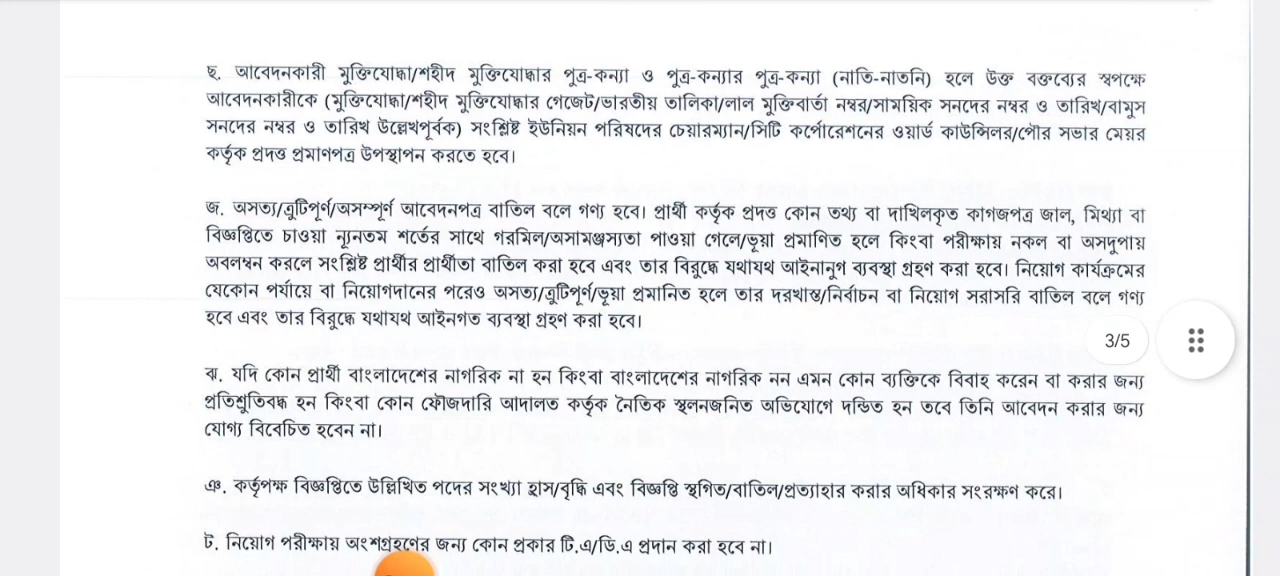 ছ. আবেদনকারী মুক্তিযোদ্ধা/শহীদ মুক্তিযোদ্ধার পুত্র-কন্যা ও পুত্র-কন্যার পুত্র-কন্যা (নাতি-নাতনি) হলে উক্ত বক্তব্যের স্বপক্ষে
আবেদনকারীকে (মুক্তিযোদ্ধা/শহীদ মুক্তিযোদ্ধার গেজেট/ভারতীয় তালিকা/লাল মুক্তিবার্তা নম্বর/সাময়িক সনদের নম্বর ও তারিখ/বামুস
সনদের নম্বর ও তারিখ উল্লেখপূর্বক) সংশ্লিষ্ট ইউনিয়ন পরিষদের চেয়ারম্যান/সিটি কর্পোরেশনের ওয়ার্ড কাউন্সিলর/পৌর সভার মেয়র
কর্তৃক প্রদত্ত প্রমাণপত্র উপস্থাপন করতে হবে।
জ. অসত্য/ত্রুটিপূর্ণ/অসম্পূর্ণ আবেদনপত্র বাতিল বলে গণ্য হবে। প্রার্থী কর্তৃক প্রদত্ত কোন তথ্য বা দাখিলকৃত কাগজপত্র জাল, মিথ্যা বা
বিজ্ঞপ্তিতে চাওয়া ন্যূনতম শর্তের সাথে গরমিল/অসামঞ্জস্যতা পাওয়া গেলে/ভূয়া প্রমাণিত হলে কিংবা পরীক্ষায় নকল বা অসদুপায়
অবলম্বন করলে সংশ্লিষ্ট প্রার্থীর প্রার্থীতা বাতিল করা হবে এবং তার বিরুদ্ধে যথাযথ আইনানুগ ব্যবস্থা গ্রহণ করা হবে। নিয়োগ কার্যক্রমের
যেকোন পর্যায়ে বা নিয়োগদানের পরেও অসত্য/ত্রুটিপূর্ণ/ভূয়া প্রমানিত হলে তার দরখাস্ত/নির্বাচন বা নিয়োগ সরাসরি বাতিল বলে গণ্য
হবে এবং তার বিরুদ্ধে যথাযথ আইনগত ব্যবস্থা গ্রহণ করা হবে।
3/5
ঝ. যদি কোন প্রার্থী বাংলাদেশের নাগরিক না হন কিংবা বাংলাদেশের নাগরিক নন এমন কোন ব্যক্তিকে বিবাহ করেন বা করার জন্য
প্রতিশ্রুতিবদ্ধ হন কিংবা কোন ফৌজদারি আদালত কর্তৃক নৈতিক স্থলনজনিত অভিযোগে দন্ডিত হন তবে তিনি আবেদন করার জন্য
যোগ্য বিবেচিত হবেন না।
ঞ. কর্তৃপক্ষ বিজ্ঞপ্তিতে উল্লিখিত পদের সংখ্যা হ্রাস/বৃদ্ধি এবং বিজ্ঞপ্তি স্থগিত/বাতিল/প্রত্যাহার করার অধিকার সংরক্ষণ করে।
ট. নিয়োগ পরীক্ষায় অংশগ্রহণের জন্য কোন প্রকার টি.এ/ডি.এ প্রদান করা হবে না।